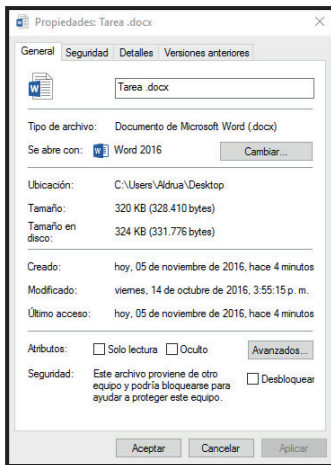 Propiedades: Tarea .docx
General Seguridad Detalles Versiones anteriores
Tarea .docx
Tipo de archivo: Documento de Microsoft Word (.docx)
Se abre con: Word 2016 Cambiar...
Ubicación: C:\Users\Aldrua\Desktop
Tamaño: 320 KB (328.410 bytes)
Tamaño en
disco: 324 KB (331.776 bytes)
Creado: hoy, 05 de noviembre de 2016, hace 4 minutos
Modificado: viernes, 14 de octubre de 2016, 3:55:15 p. m.
Último acceso: hoy, 05 de noviembre de 2016, hace 4 minutos
Atributos: Solo lectura Oculto Avanzados...
Seguridad: Este archivo proviene de otro
equipo y podría bloquearse para
ayudar a proteger este equipo.
Desbloquear
Aceptar Cancelar Aplicar